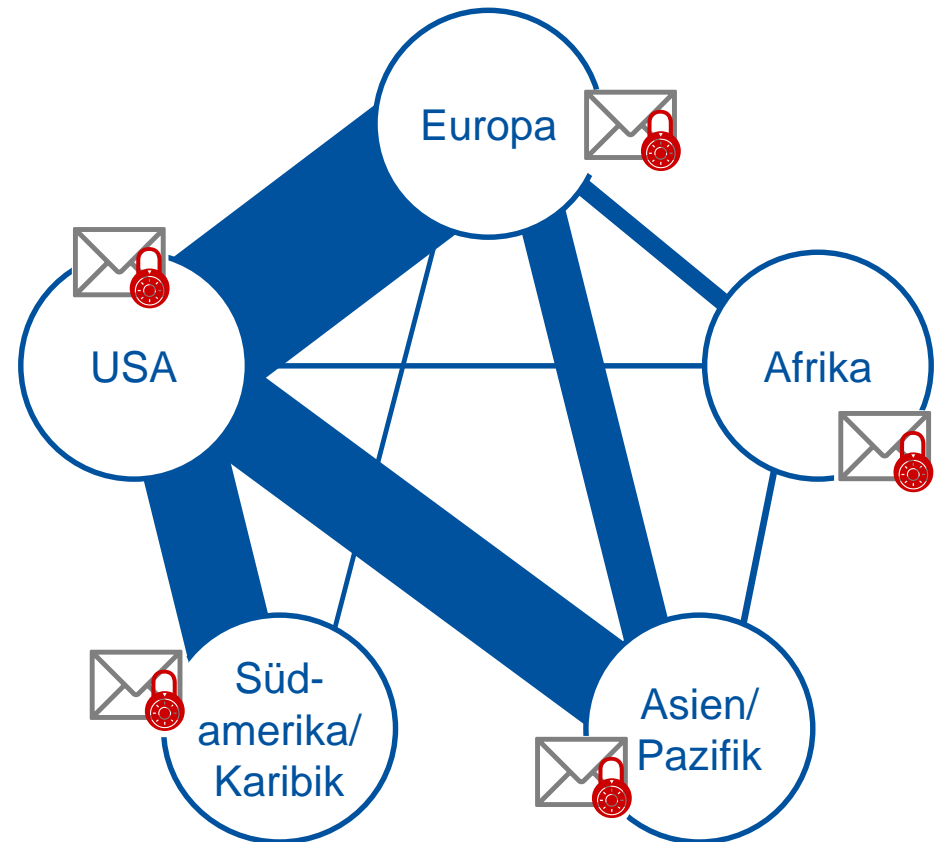 Europa
USA
Afrika
Süd-
amerika/
Karibik
Asien/
Pazifik